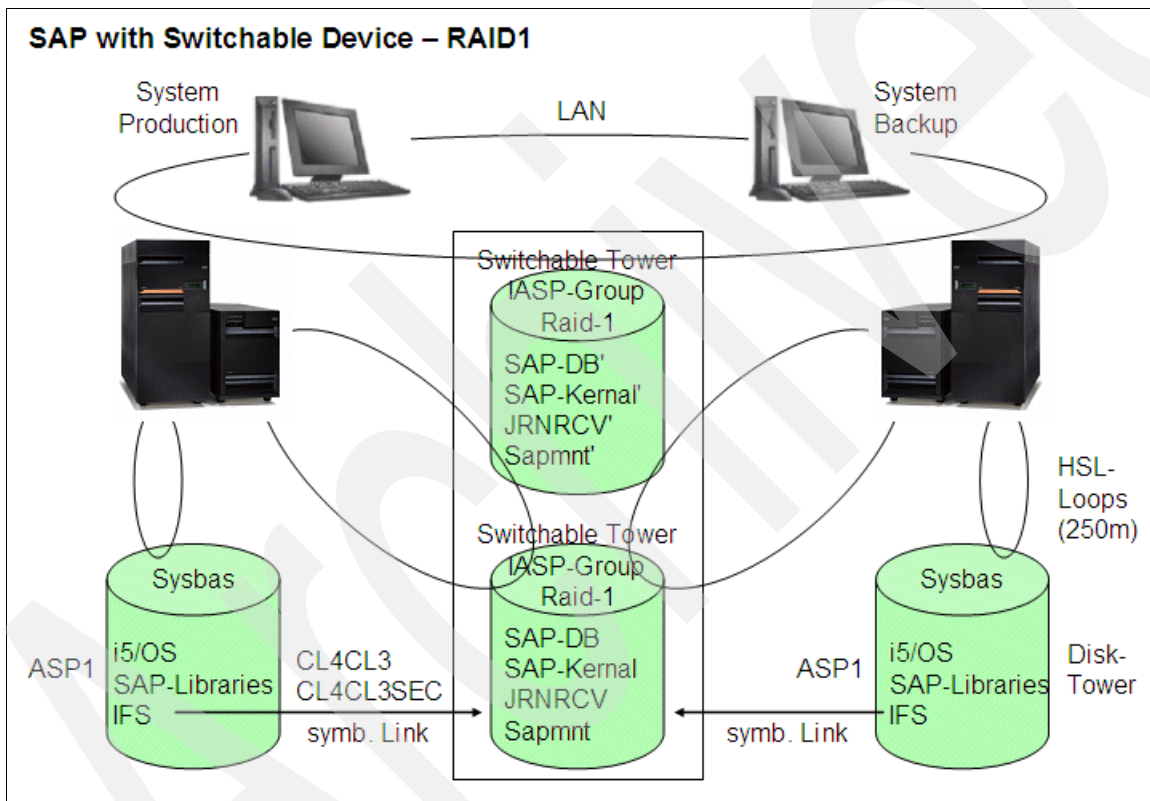 SAP with Switchable Device – RAID1
System
Production
LAN
System
Backup
Switchable Tower
IASP-Group
Raid-1
SAP-DB'
SAP-Kernal'
JRNRCV'
Sapmnt'
HSL-
Loops
(250m)
Switchable Tower
IASP-Group
Raid-1
SAP-DB
SAP-Kernal
JRNRCV
Sapmnt
Sysbas
ASP1
i5/OS
SAP-Libraries
IFS
CL4CL3
CL4CL3SEC
symb. Link
Sysbas
ASP1
i5/OS
SAP-Libraries
IFS
symb. Link
Disk-
Tower
Archived